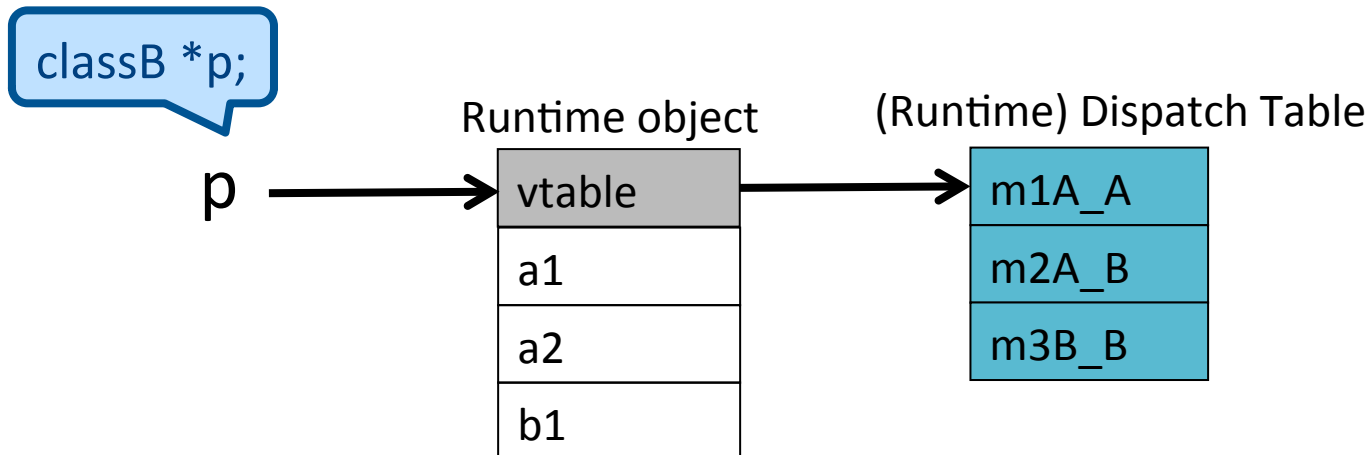 classB *p;
Runtime object
(Runtime) Dispatch Table
p
vtable
a1
a2
b1
m1A_A
m2A_B
m3B_B